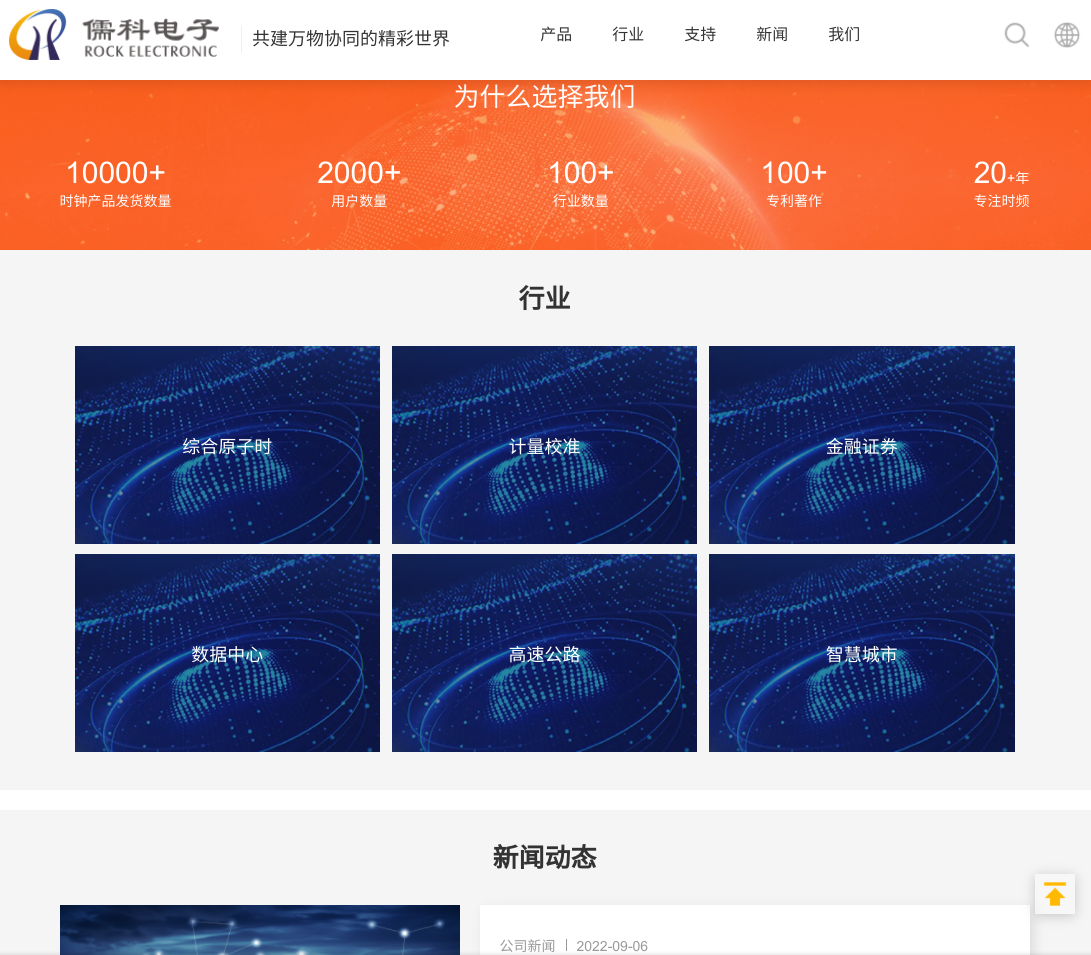 儒科电子
ROCK ELECTRONIC
共建万物协同的精彩世界
产品 行业 支持 新闻 我们
为什么选择我们
10000+ 2000+ 100+ 100+ 20+年
时钟产品发货数量 用户数量 行业数量 专利著作 专注时频
行业
综合原子时 计量校准 金融证券
数据中心 高速公路 智慧城市
新闻动态
公司新闻 | 2022-09-06